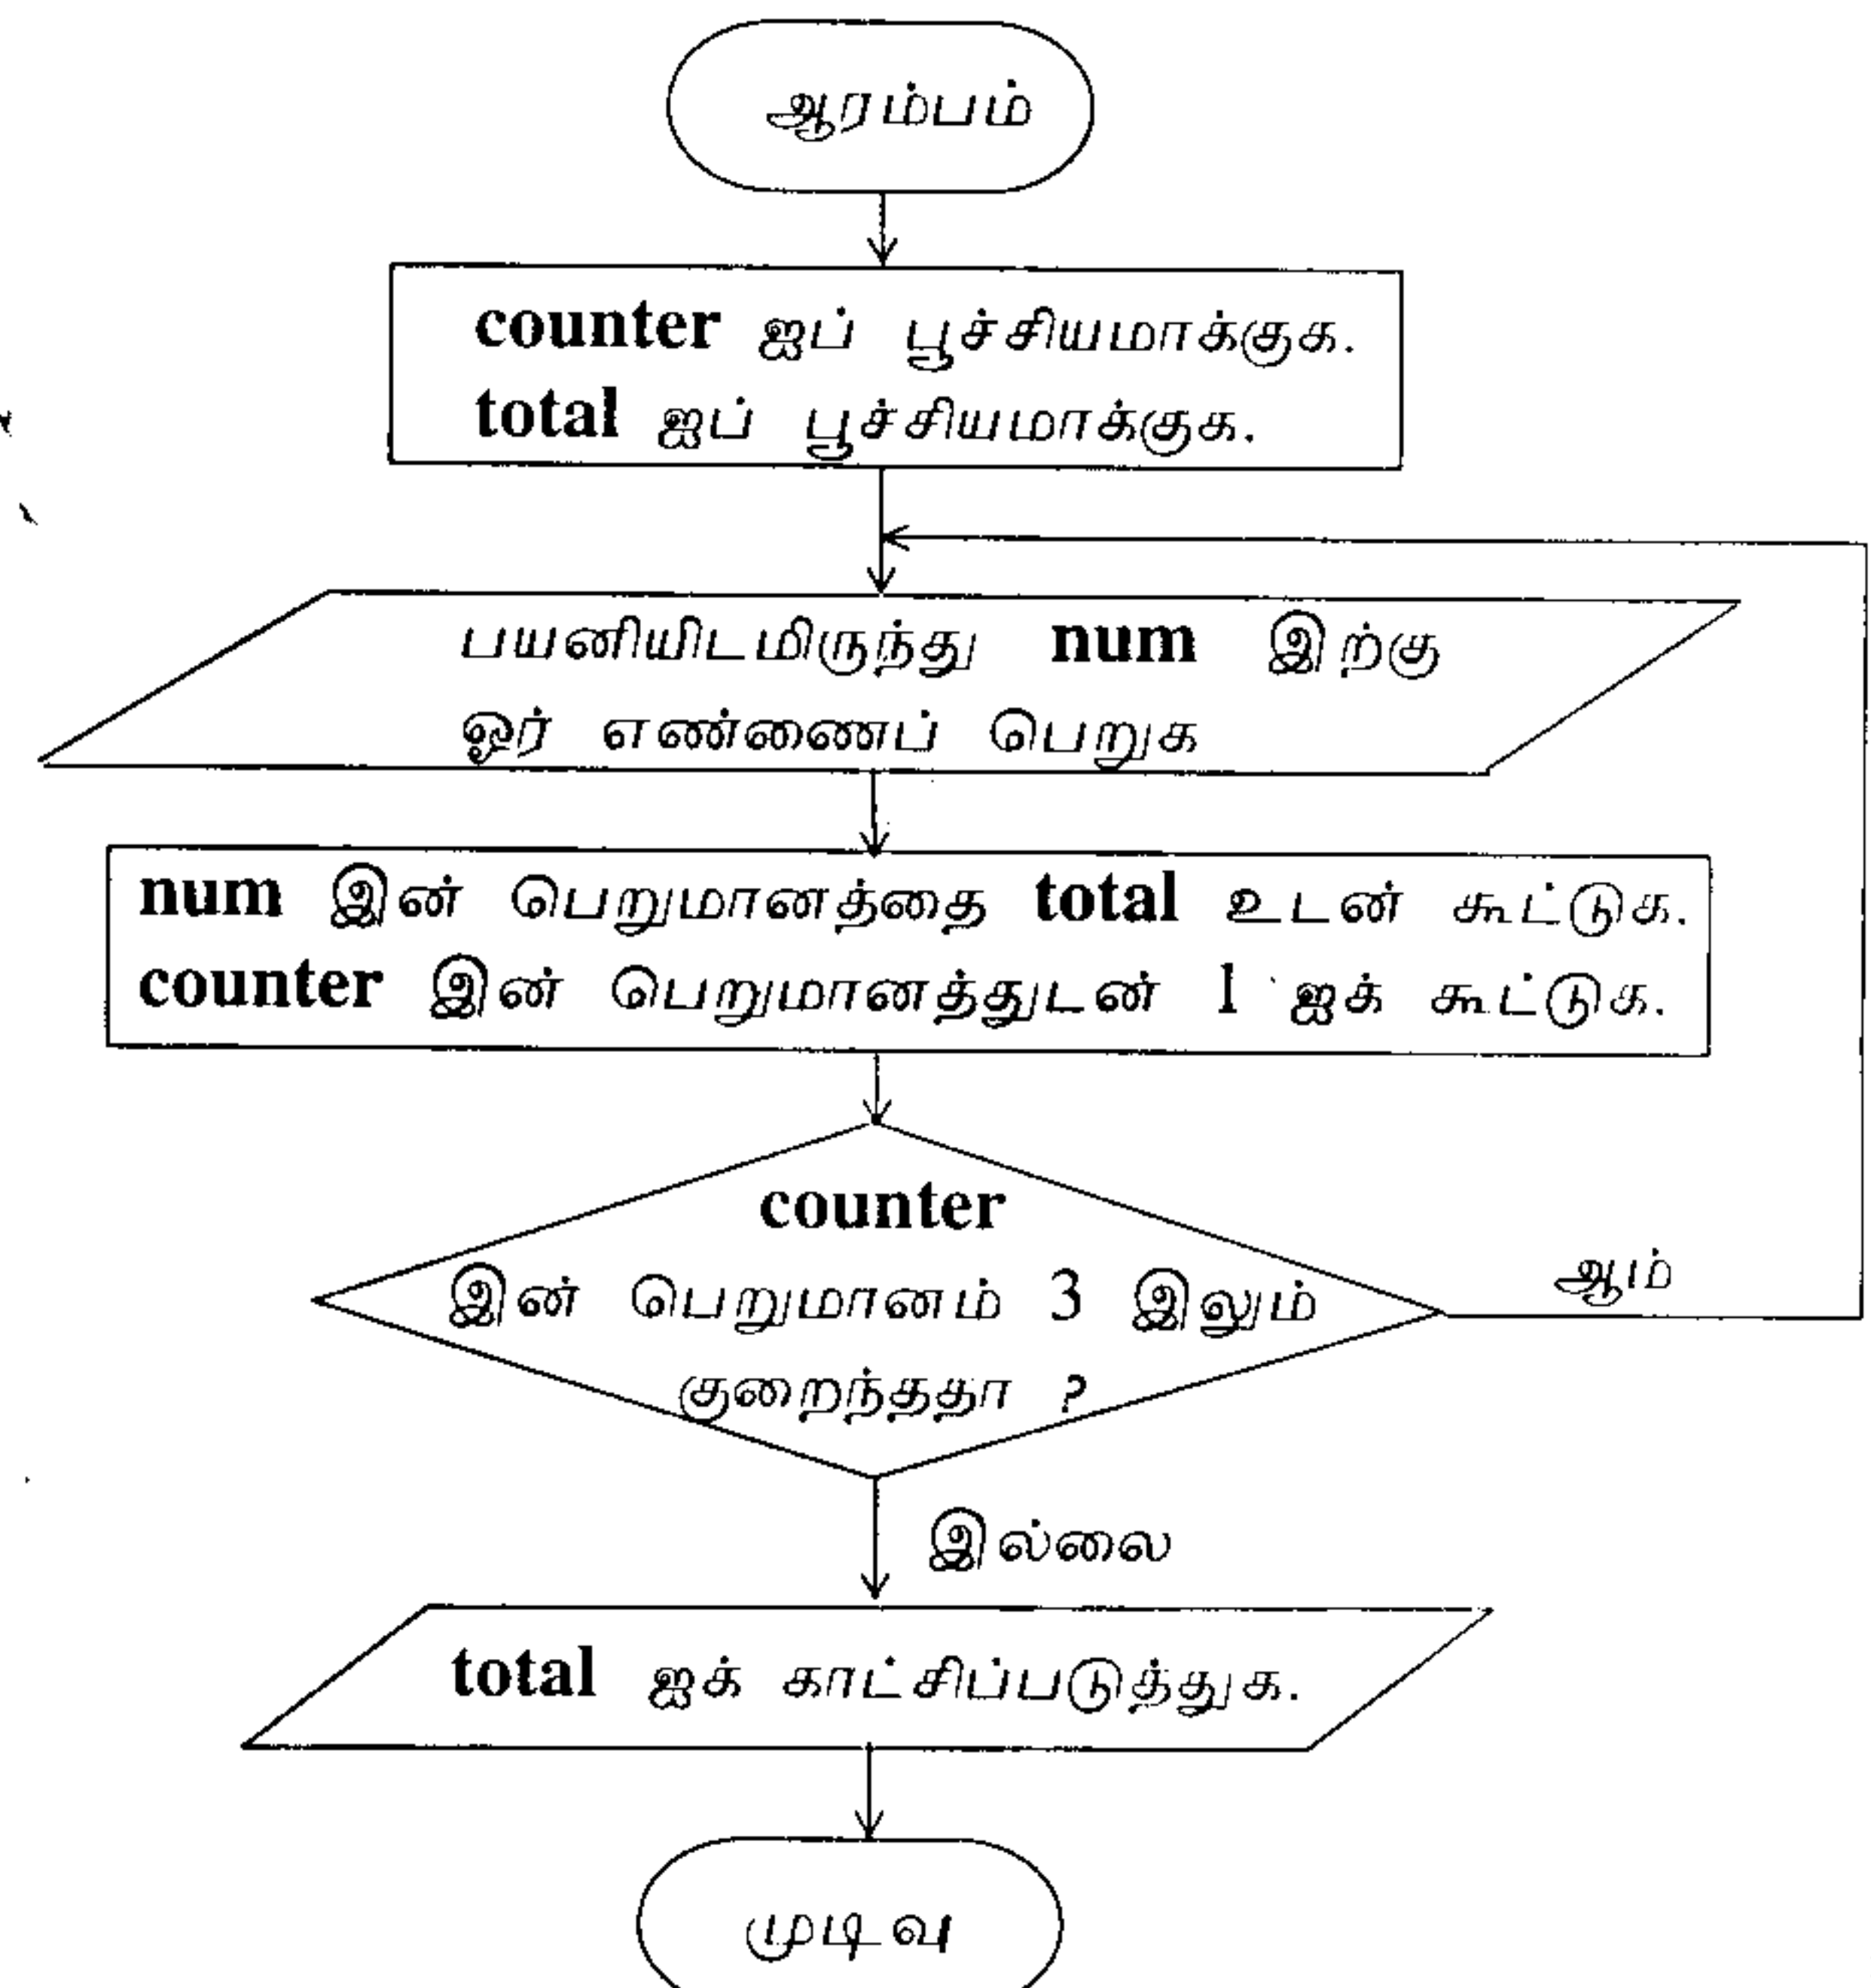 ஆரம்பம்
counter ஐப் பூச்சியமாக்குக.
total ஐப் பூச்சியமாக்குக.
பயனியிடமிருந்து num இற்கு
ஓர் எண்ணைப் பெறுக
num இன் பெறுமானத்தை total உடன் கூட்டுக.
counter இன் பெறுமானத்துடன் 1 ஐக் கூட்டுக.
counter
இன் பெறுமானம் 3 இலும்
குறைந்ததா ?
ஆம்
இல்லை
total ஐக் காட்சிப்படுத்துக.
முடிவு